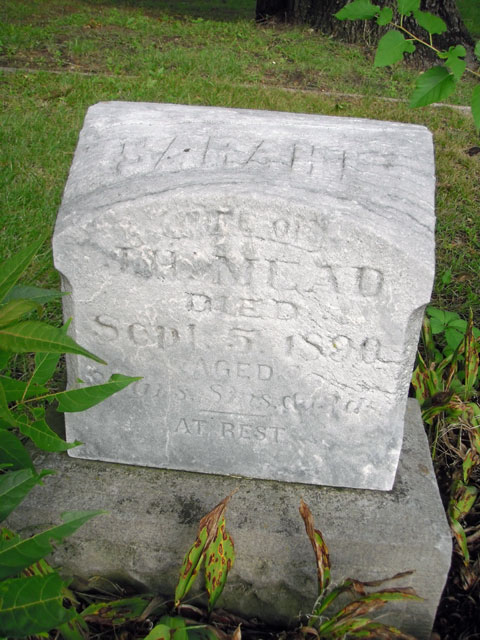 WIFE OF
J.H. MEAD
DIED
SEPT. 5, 1890
AGED
AT REST